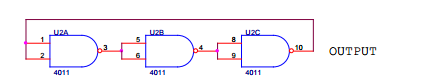 U2A U2B U2C
1 3 5 4 8 10 OUTPUT
2 6 9
4011 4011 4011